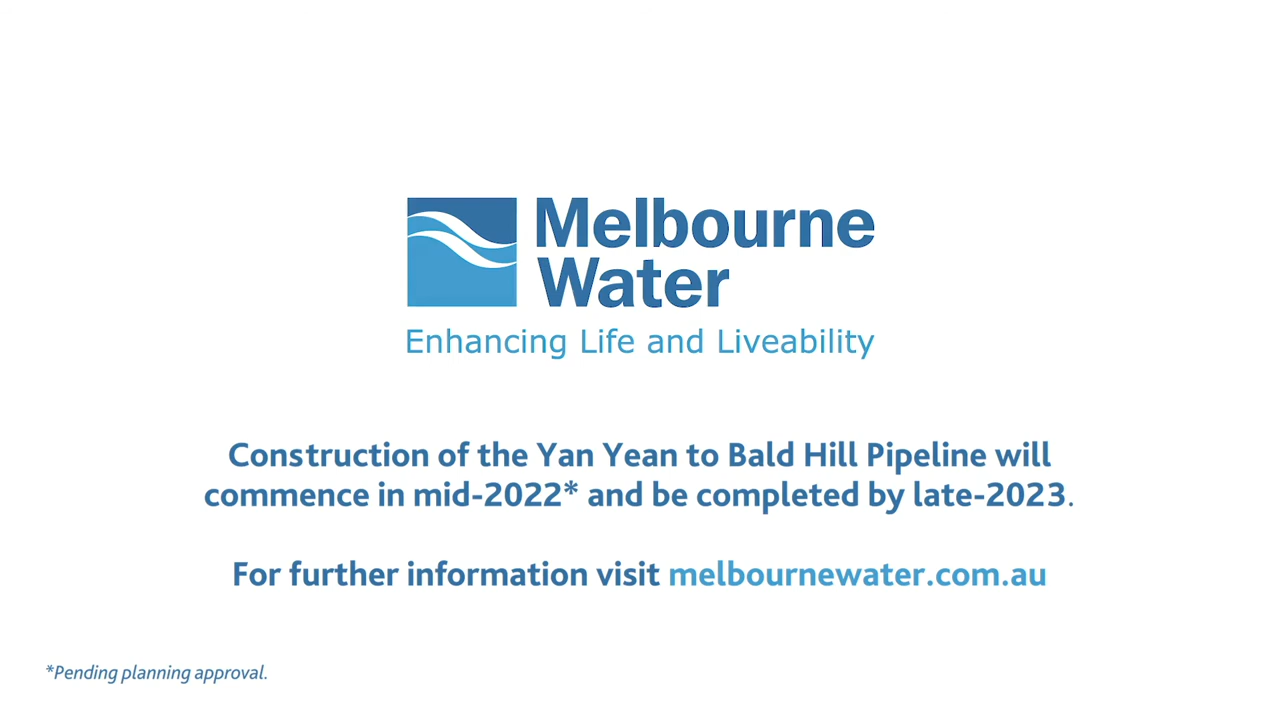 Melbourne
Water
Enhancing Life and Liveability
Construction of the Yan Yean to Bald Hill Pipeline will
commence in mid-2022* and be completed by late-2023.
For further information visit melbournewater.com.au
*Pending planning approval.